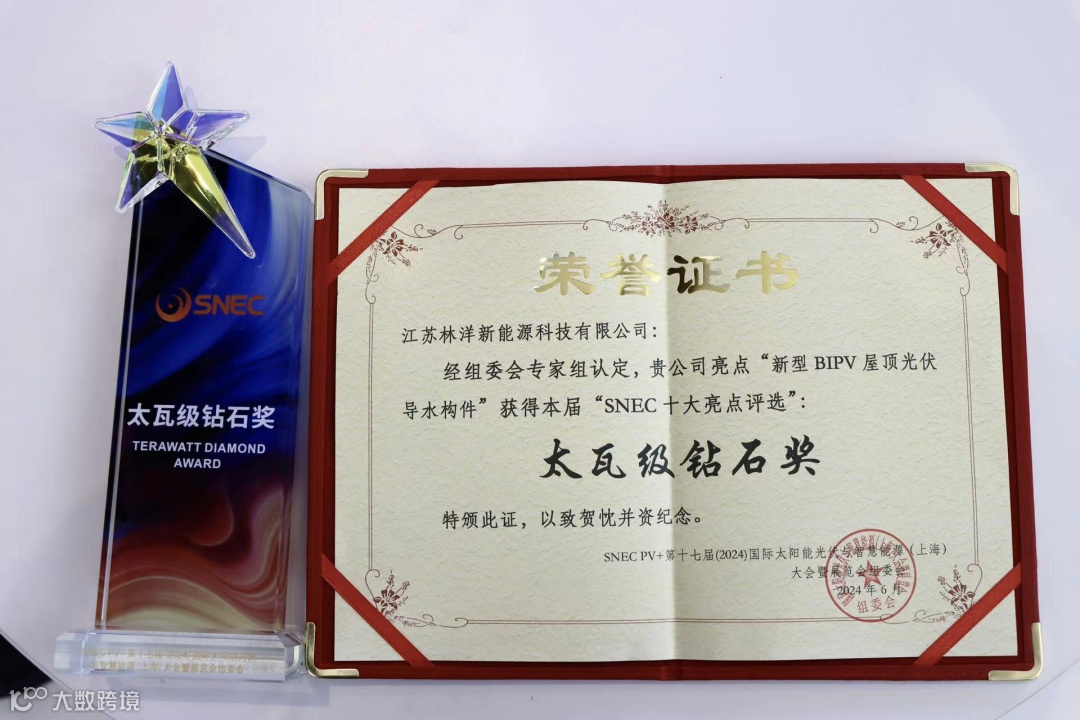 SNEC
太瓦级钻石奖
TERAWATT DIAMOND
AWARD
荣誉证书
江苏林洋新能源科技有限公司：
经组委会专家组认定，贵公司亮点“新型 BIPV 屋顶光伏
导水构件”获得本届“SNEC 十大亮点评选”：
太瓦级钻石奖
特颁此证，以致贺忱并资纪念。
SNEC PV+第十七届(2024)国际太阳能光伏与智慧能源（上海）
大会暨展览会组委会
2024 年 6 月
组委会
大数跨境